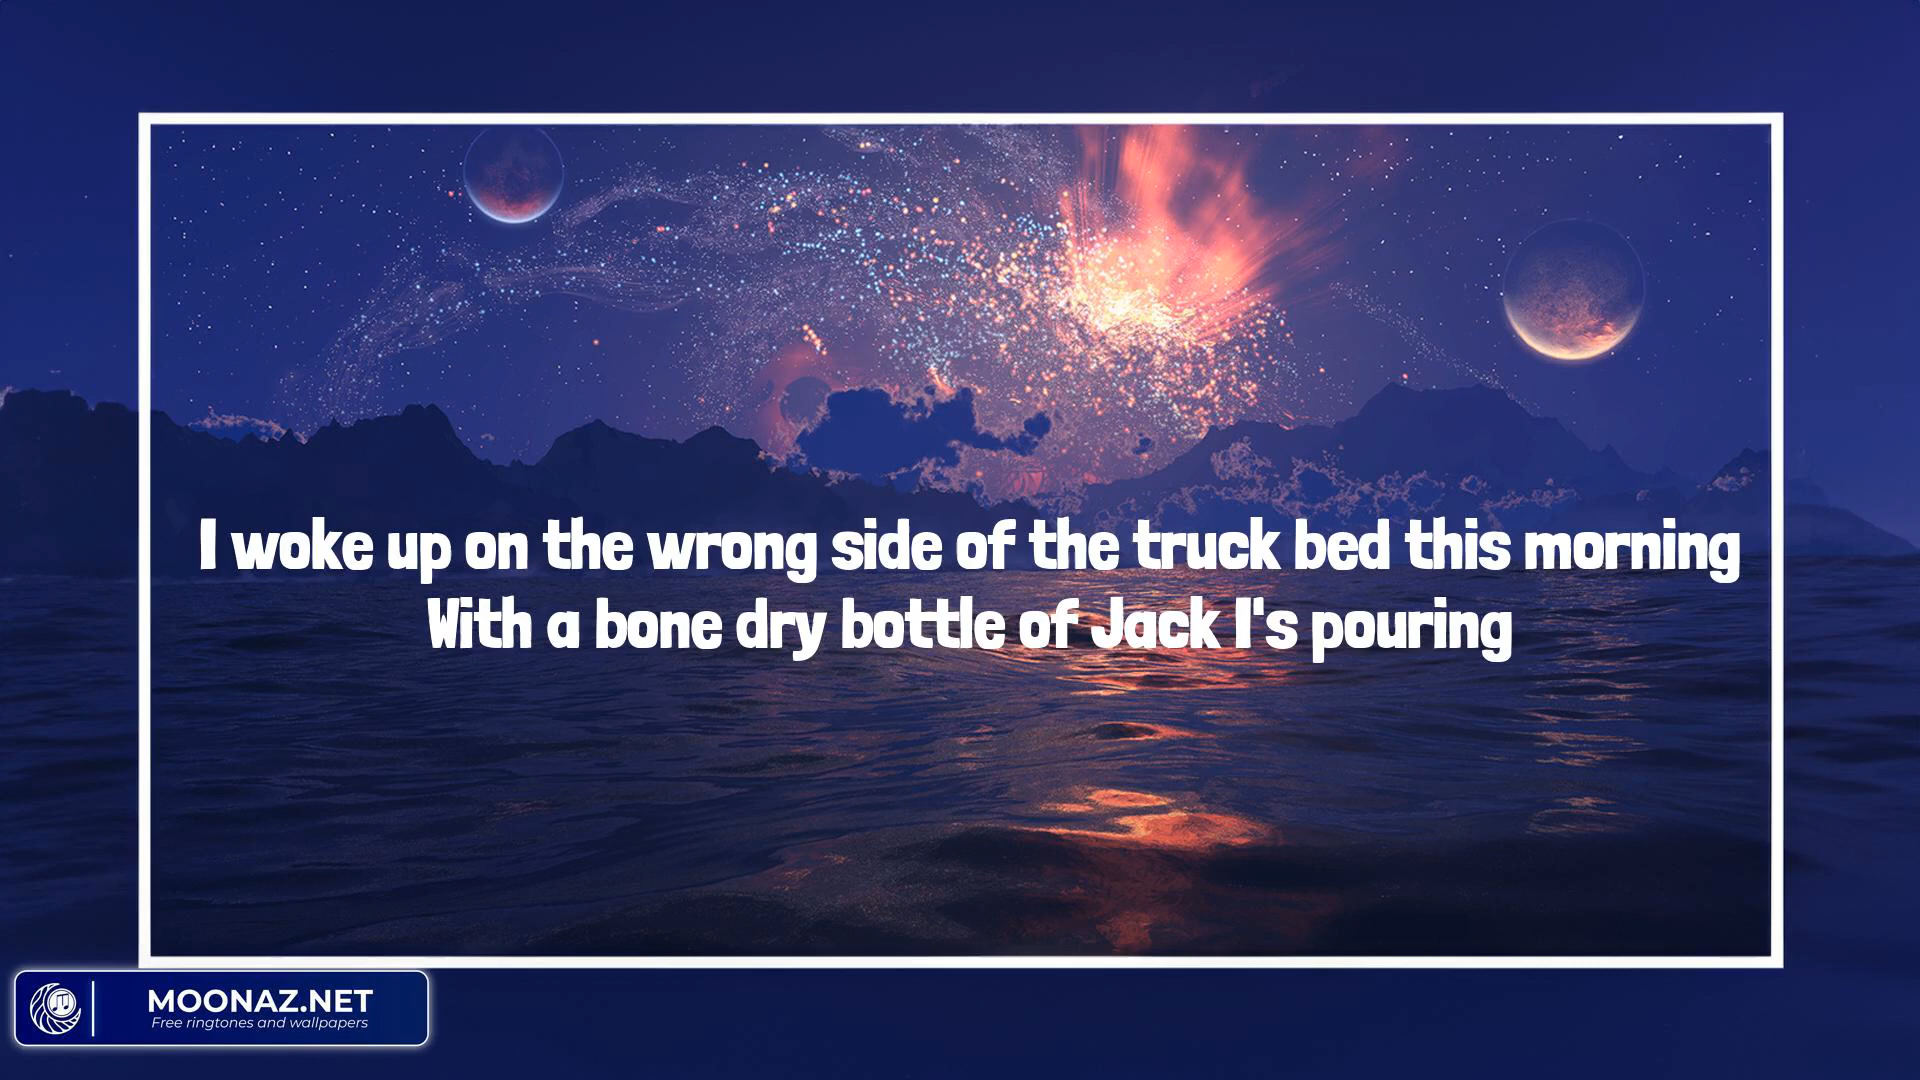 I woke up on the wrong side of the truck bed this morning
With a bone dry bottle of Jack I's pouring
MOONAZ.NET
Free ringtones and wallpapers